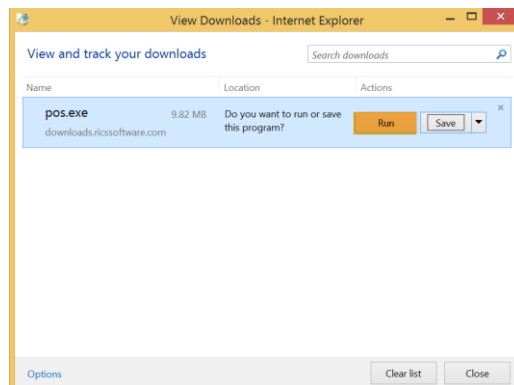 View Downloads - Internet Explorer
View and track your downloads
Search downloads
Name Location Actions
pos.exe 9.82 MB Do you want to run or save this program? Run Save
downloads.ricssoftware.com
Options Clear list Close